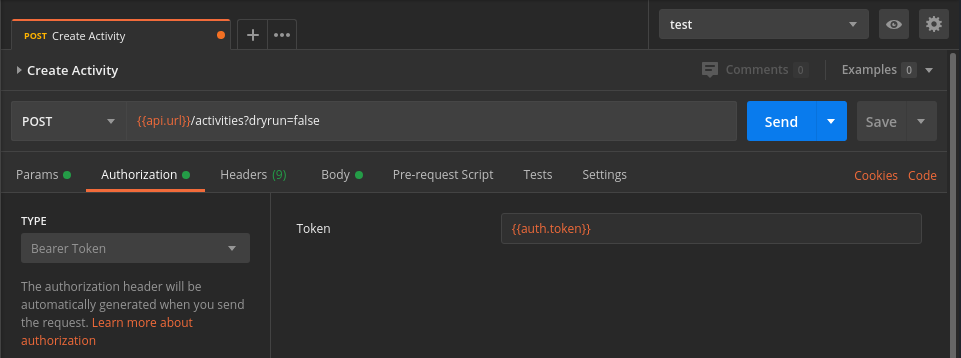 POST Create Activity
test
Create Activity
Comments 0
Examples 0
POST
{{api.url}}/activities?dryrun=false
Send
Save
Params
Authorization
Headers (9)
Body
Pre-request Script
Tests
Settings
Cookies
Code
TYPE
Bearer Token
The authorization header will be
automatically generated when you send
the request. Learn more about
authorization
Token
{{auth.token}}